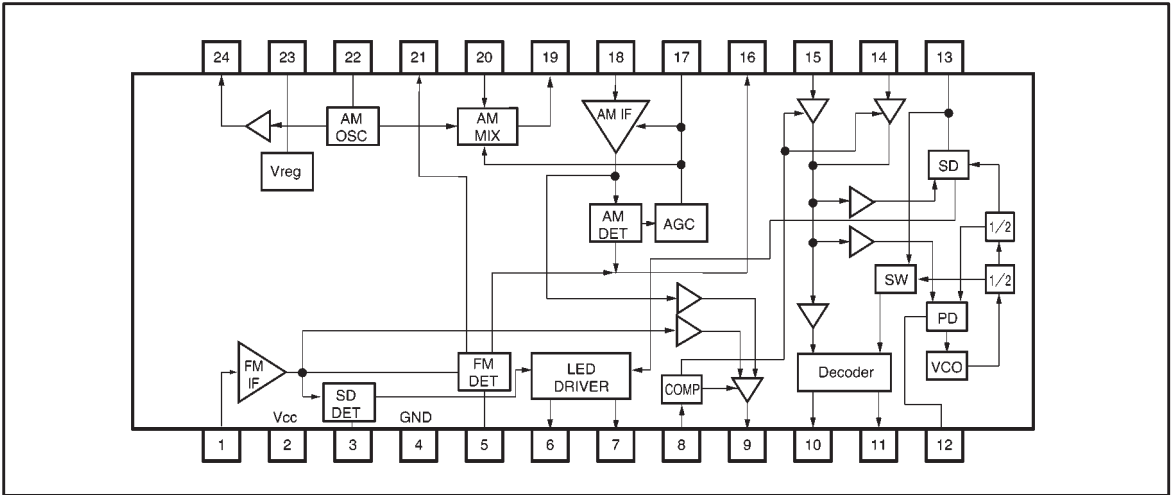 24 23 22 21 20 19 18 17 16 15 14 13
AM
OSC
AM
MIX
AM IF
Vreg
SD
AM
DET
AGC
1/2
SW
1/2
PD
FM
IF
FM
DET
LED
DRIVER
COMP
Decoder
VCO
SD
DET
Vcc
GND
1 2 3 4 5 6 7 8 9 10 11 12